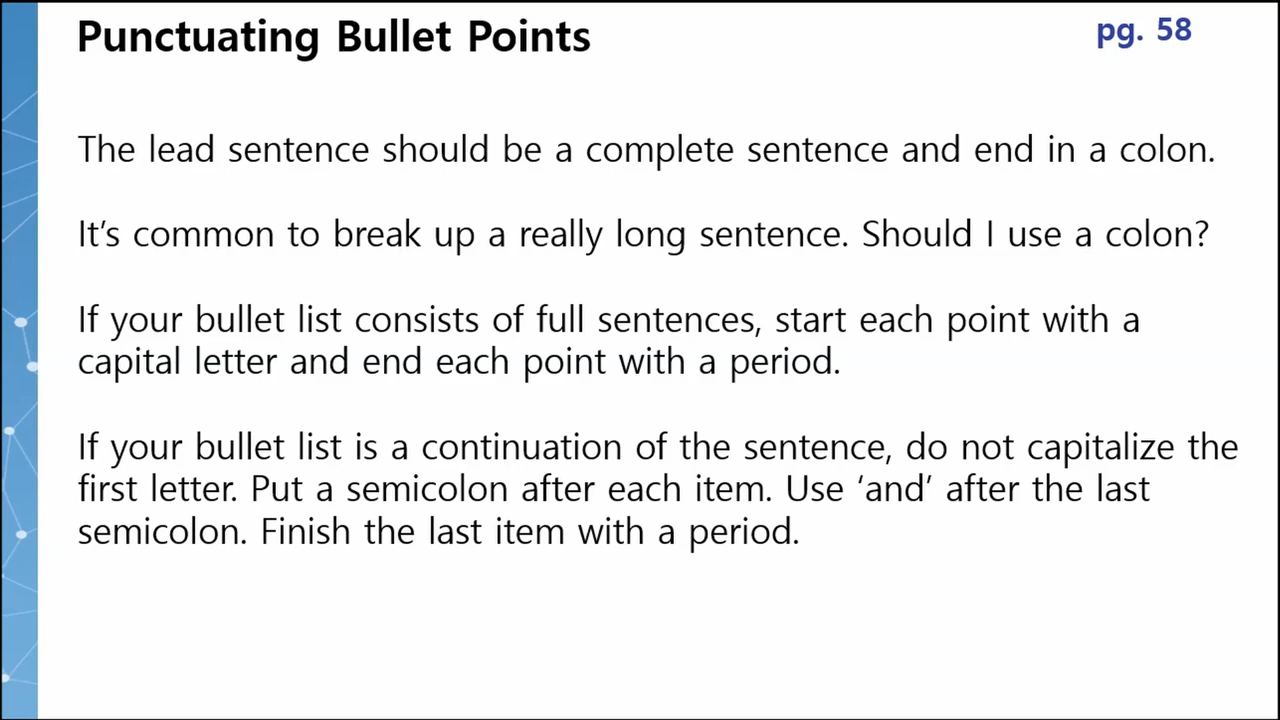 Punctuating Bullet Points
pg. 58
The lead sentence should be a complete sentence and end in a colon.
It’s common to break up a really long sentence. Should I use a colon?
If your bullet list consists of full sentences, start each point with a
capital letter and end each point with a period.
If your bullet list is a continuation of the sentence, do not capitalize the
first letter. Put a semicolon after each item. Use ‘and’ after the last
semicolon. Finish the last item with a period.